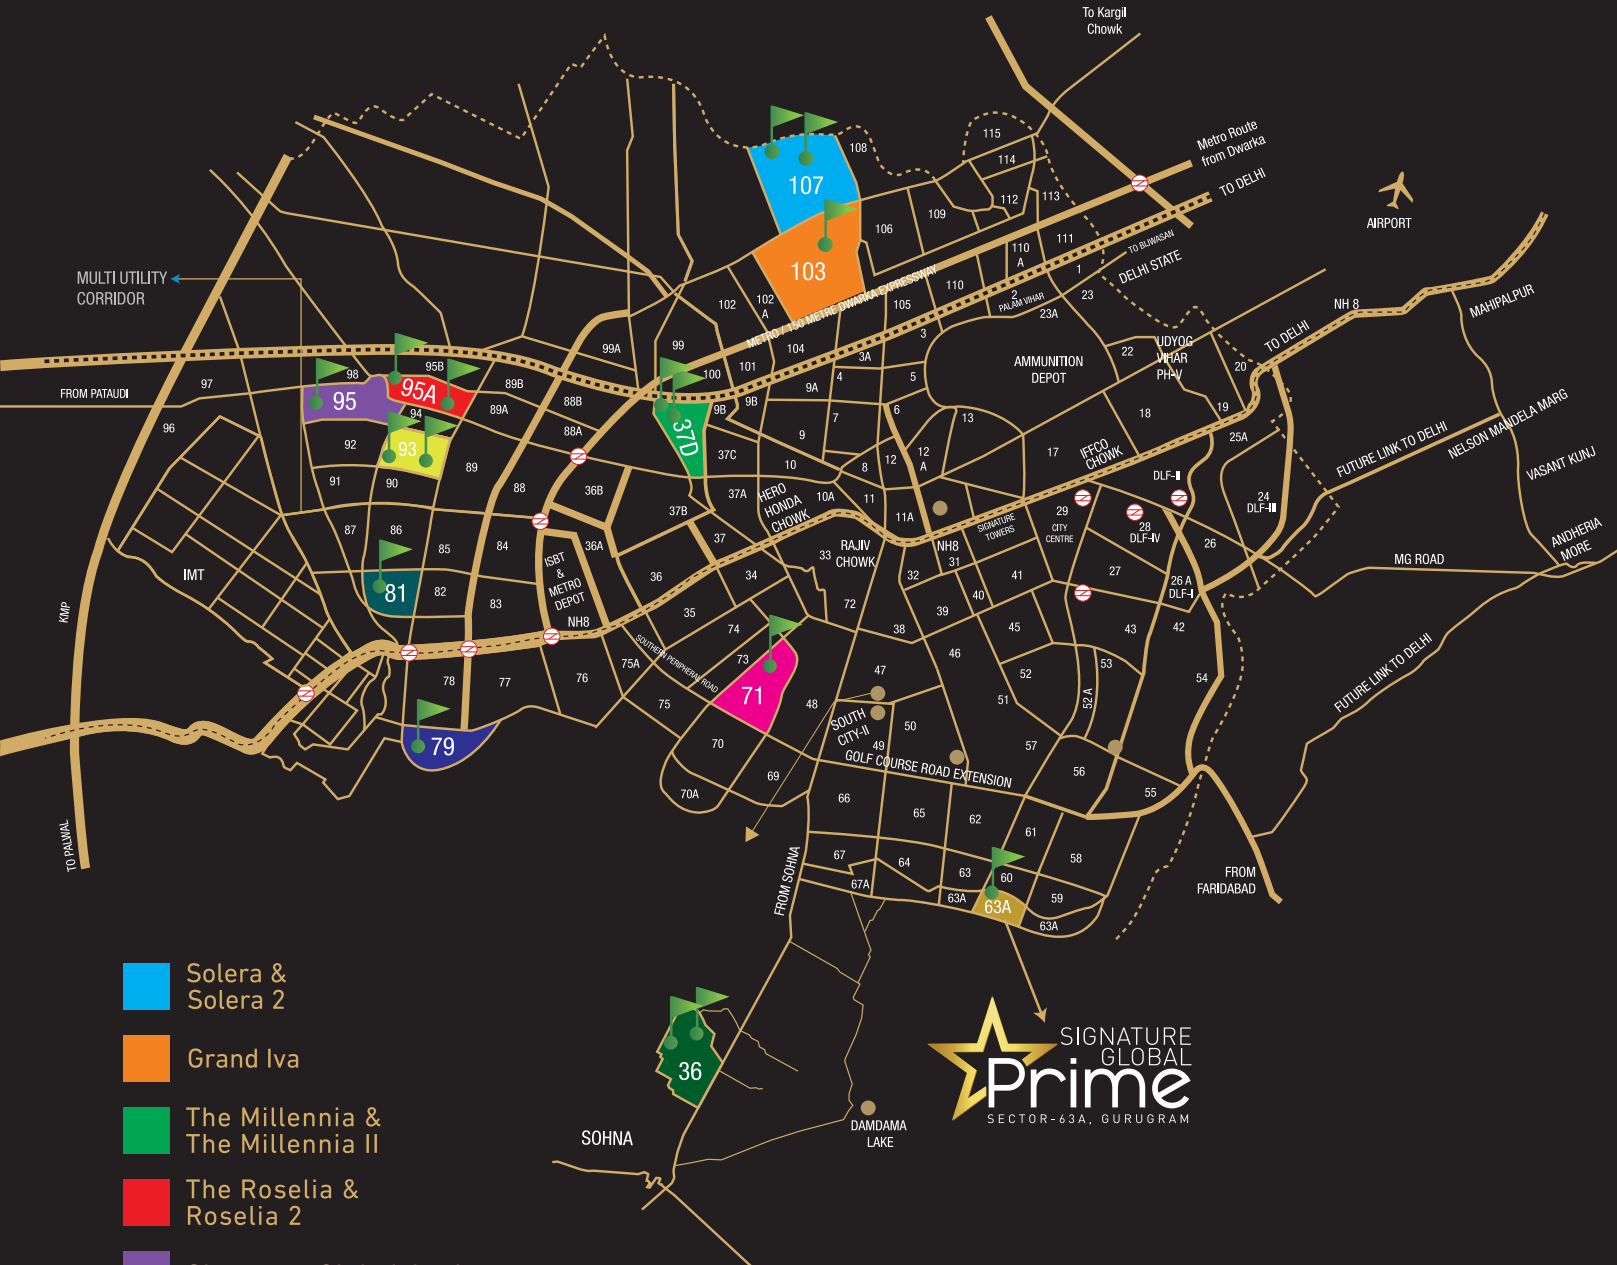 To Kargil
Chowk
Metro Route
from Dwarka
TO DELHI
AIRPORT
115
114
108
107
112
113
109
106
111
110
A
TO BIJWASAN
DELHI STATE
1
103
MULTI UTILITY
CORRIDOR
METRO / 150 METRE DWARKA EXPRESSWAY
110
2
PALAM VIHAR
23
23A
102
102
A
105
3
NH 8
MAHIPALPUR
TO DELHI
99A
99
104
3A
101
100
AMMUNITION
DEPOT
22
UDYOG
VIHAR
PH-V
20
98
95B
97
FROM PATAUDI
95
95A
89B
88B
9A
4
5
9B
9B
94
89A
6
7
13
18
19
96
92
93
88A
37D
9
12
A
17
IFFCO
CHOWK
25A
FUTURE LINK TO DELHI
NELSON MANDELA MARG
VASANT KUNJ
91
90
89
88
36B
37C
10
8
12
DLF-II
24
DLF-III
37A
HERO
HONDA
CHOWK
10A
11
11A
87
86
37B
SIGNATURE
TOWERS
29
CITY
CENTRE
28
DLF-IV
26
ANDHERIA
MORE
85
84
ISBT
&
METRO
DEPOT
36A
37
33
RAJIV
CHOWK
NH8
31
MG ROAD
IMT
81
82
83
36
34
32
41
27
26 A
DLF-I
KMP
NH8
35
72
40
39
74
38
45
43
42
SOUTHERN PERIPHERAL ROAD
75A
73
47
46
52
53
54
FUTURE LINK TO DELHI
78
77
76
75
71
48
51
52 A
SOUTH
CITY-II
50
49
79
70
57
GOLF COURSE ROAD EXTENSION
69
56
55
70A
66
65
62
61
TO PALWAL
67
64
63
60
58
67A
63A
63A
59
63A
FROM SOHNA
FROM
FARIDABAD
36
SOHNA
DAMDAMA
LAKE
SIGNATURE
GLOBAL
Prime
SECTOR-63A, GURUGRAM
Solera &
Solera 2
Grand Iva
The Millennia &
The Millennia II
The Roselia &
Roselia 2